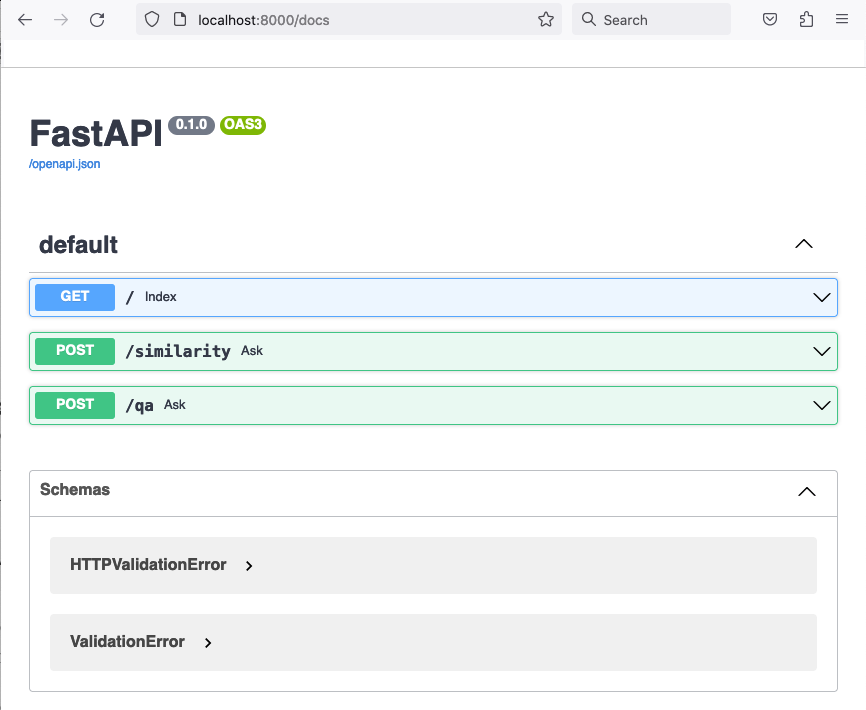 localhost:8000/docs
Search
FastAPI 0.1.0 OAS3
/openapi.json
default
GET / Index
POST /similarity Ask
POST /qa Ask
Schemas
HTTPValidationError
ValidationError